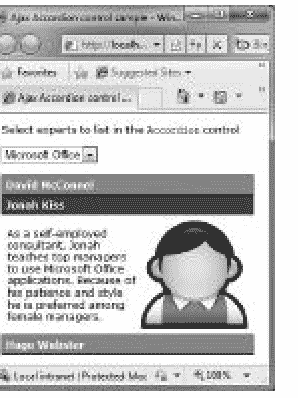 Ajax Accordion control sample - Win...
http://localh...
Favorites Suggested Sites
Ajax Accordion control ...
Select experts to list in the Accordion control
Microsoft Office
David McConnel
Jonah Kiss
As a self-employed
consultant, Jonah
teaches top managers
to use Microsoft Office
applications. Because of
his patience and style
he is preferred among
female managers.
Hugo Webster
Local intranet | Protected Mo: 100%